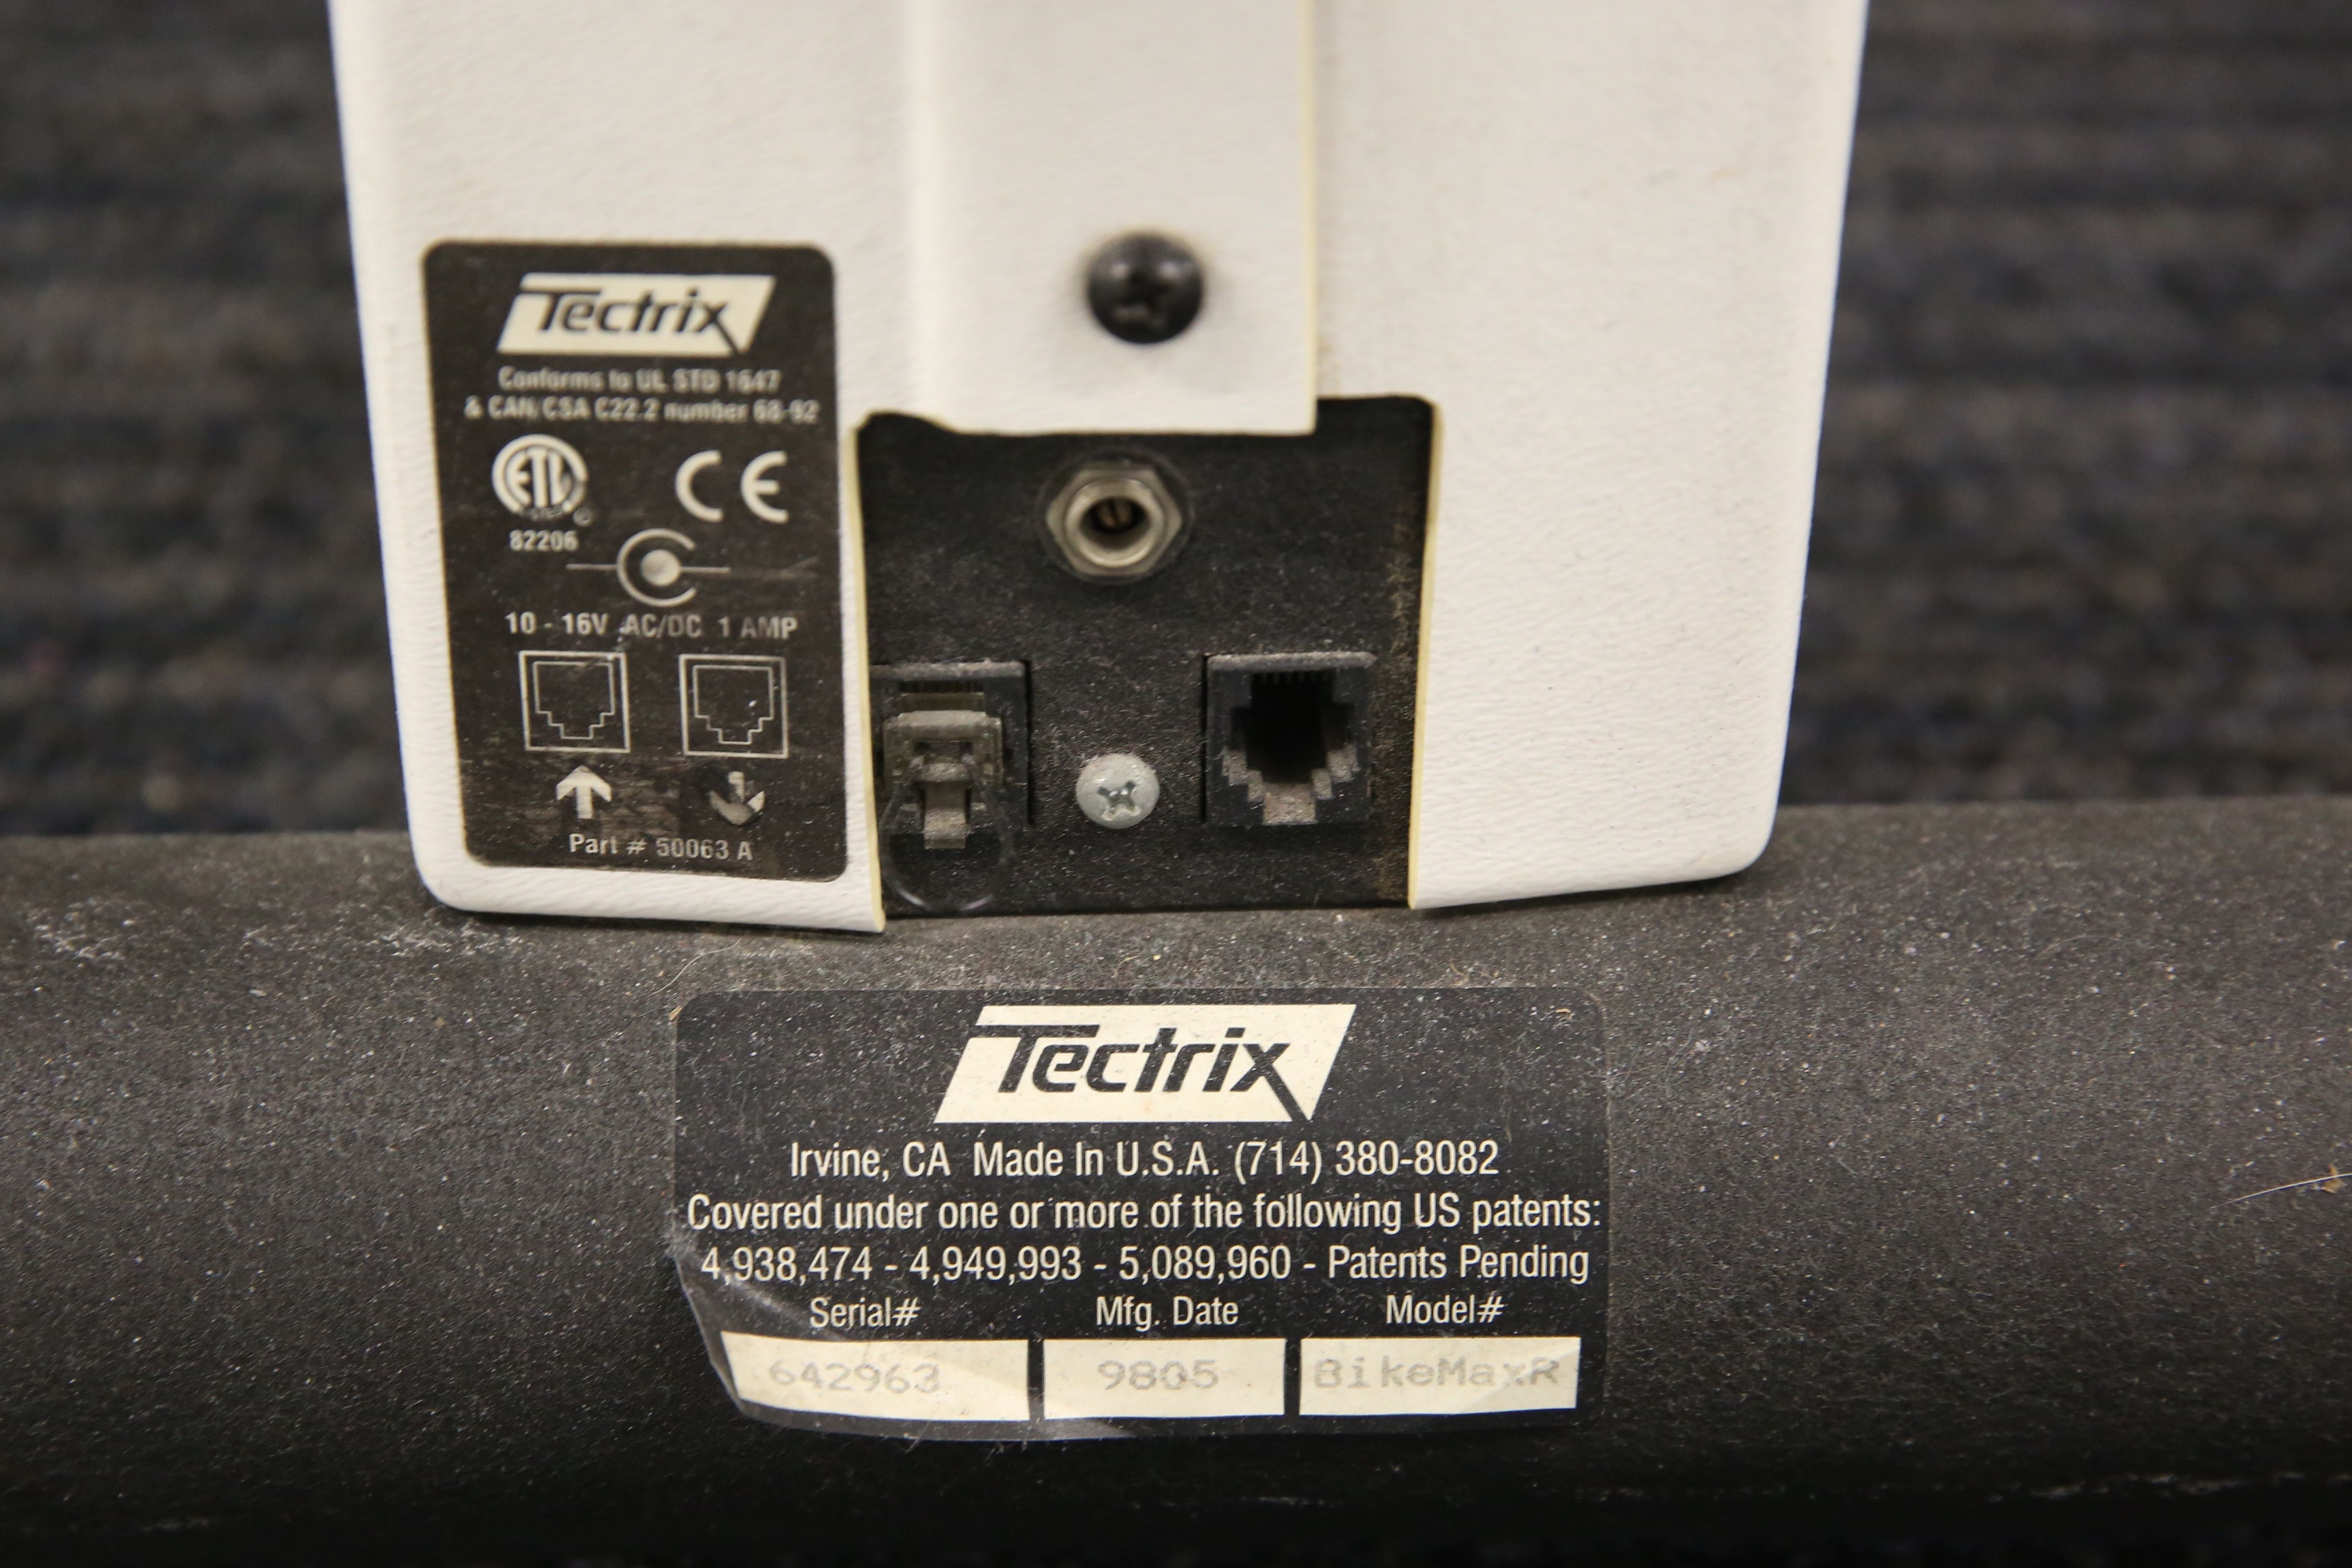 Tectrix
Conforms to UL STD 1647
& CAN/CSA C22.2 number 68-92
ETL
CE
82206
10 - 16V AC/DC 1 AMP
Part # 50063 A
Tectrix
Irvine, CA Made In U.S.A. (714) 380-8082
Covered under one or more of the following US patents:
4,938,474 - 4,949,993 - 5,089,960 - Patents Pending
Serial# Mfg. Date Model#
642963 9805 BikeMaxR